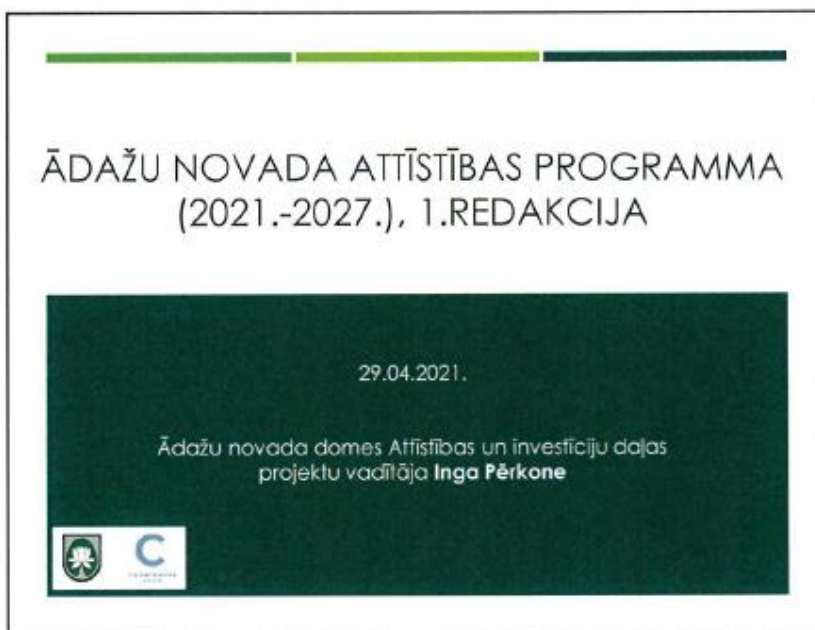 ĀDAŽU NOVADA ATTĪSTĪBAS PROGRAMMA
(2021.-2027.), 1.REDAKCIJA
29.04.2021.
Ādažu novada domes Attīstības un investīciju daļas
projektu vadītāja Inga Pērkone
C